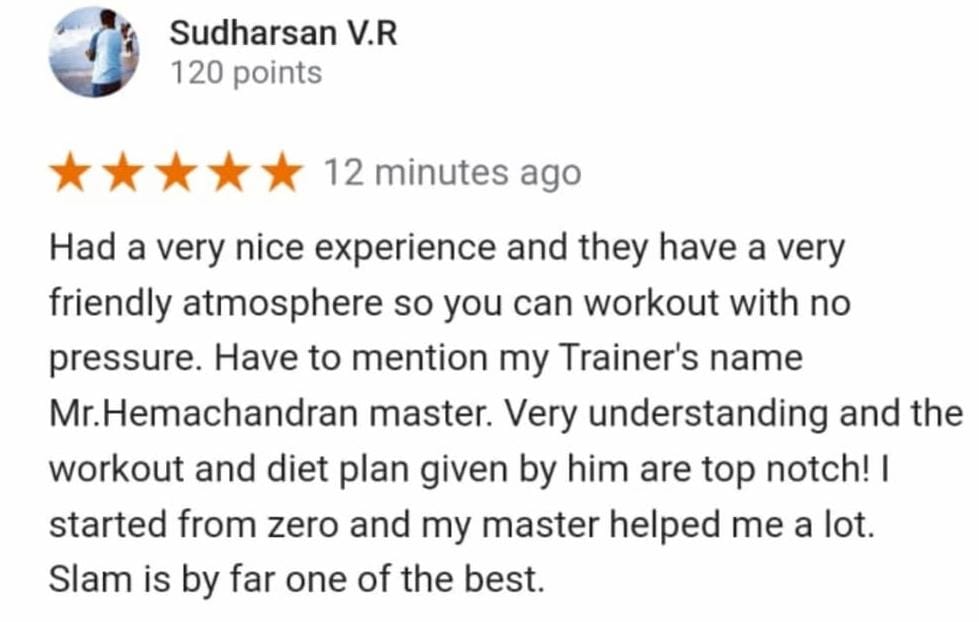 Sudharsan V.R
120 points
12 minutes ago
Had a very nice experience and they have a very
friendly atmosphere so you can workout with no
pressure. Have to mention my Trainer's name
Mr.Hemachandran master. Very understanding and the
workout and diet plan given by him are top notch! I
started from zero and my master helped me a lot.
Slam is by far one of the best.